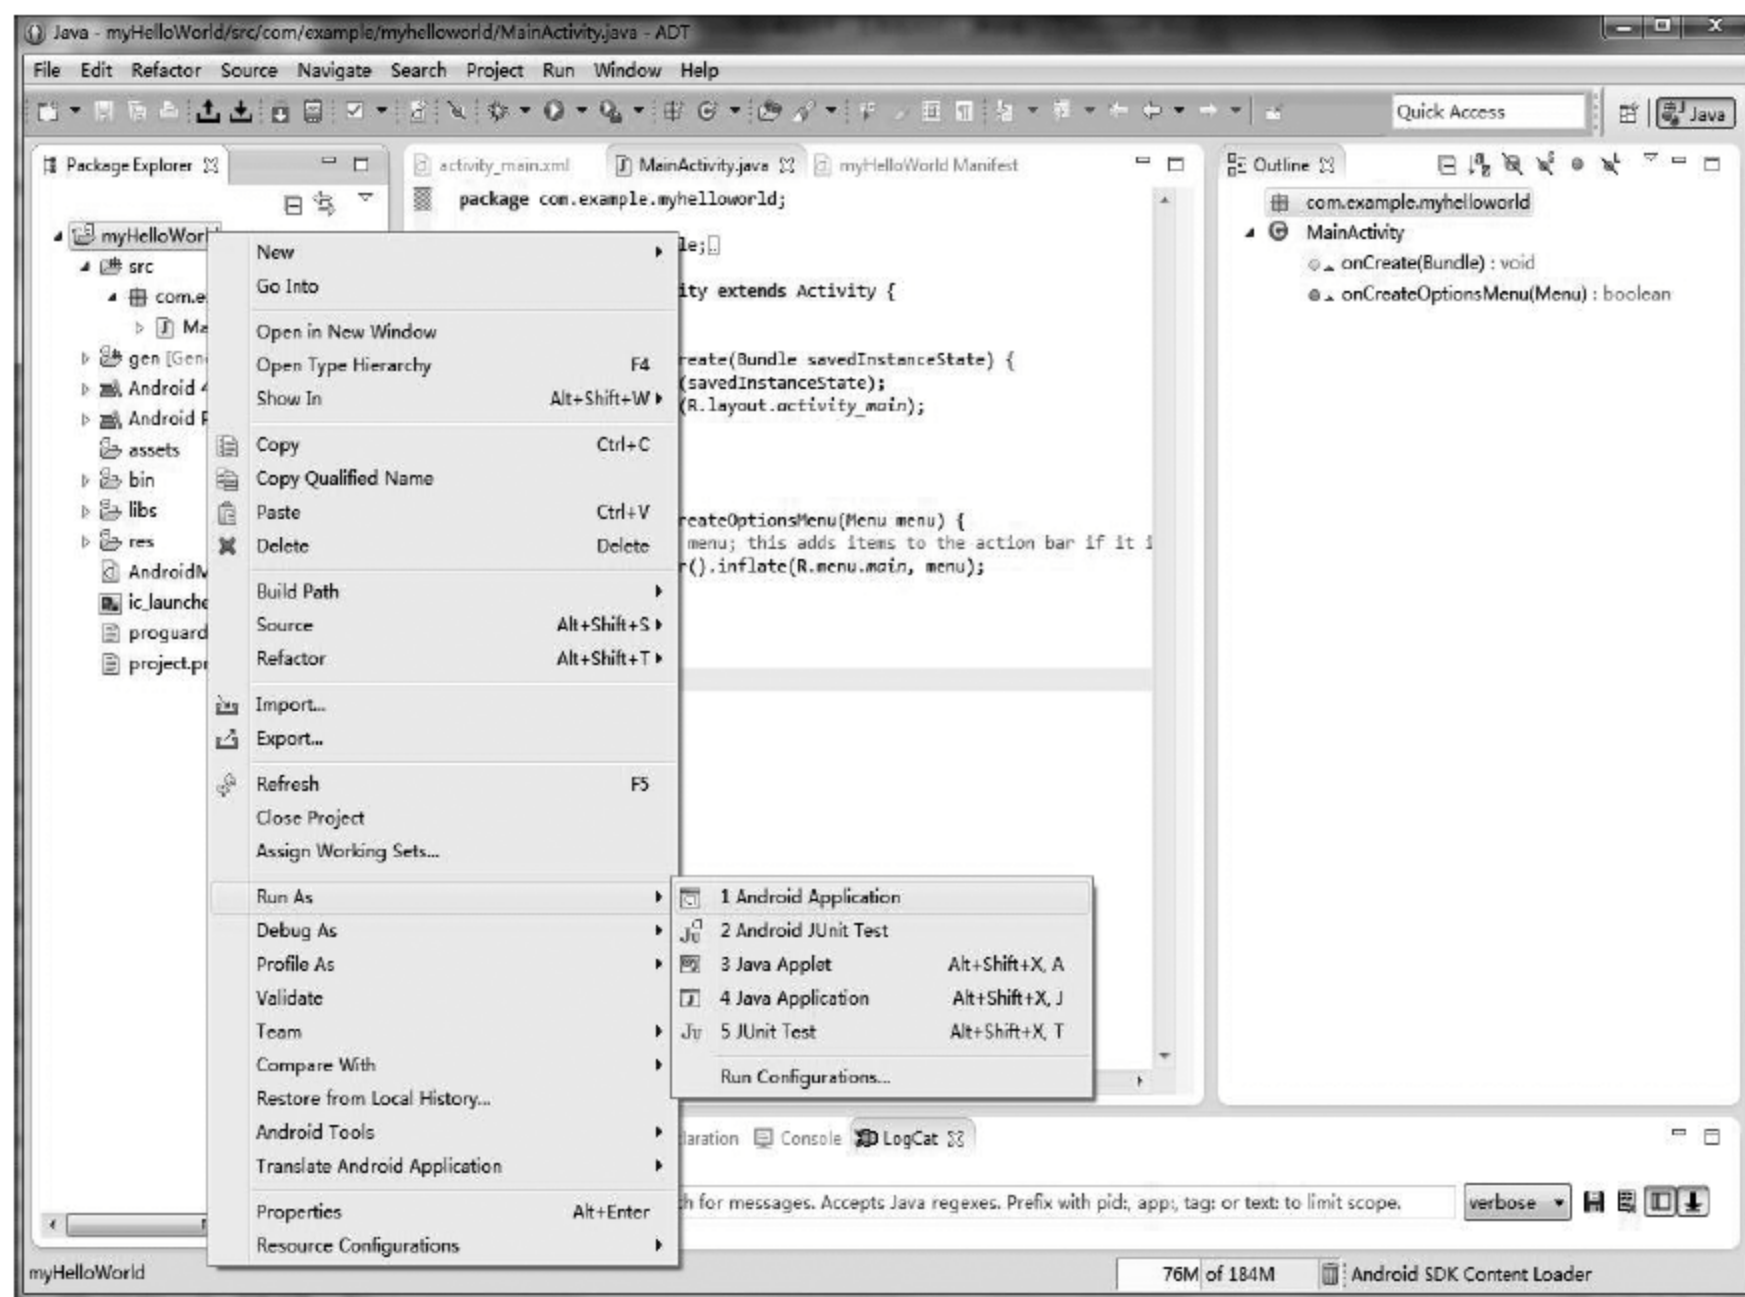 Java - myHelloWorld/src/com/example/myhelloworld/MainActivity.java - ADT
File Edit Refactor Source Navigate Search Project Run Window Help
Quick Access
Java
Package Explorer
activity_main.xml
MainActivity.java
myHelloWorld Manifest
Outline
myHelloWorl
src
com.e
Ma
gen [Gen
Android 4
Android
assets
bin
libs
res
AndroidM
ic_launche
proguard
project.pr
package com.example.myhelloworld;
le;
ity extends Activity {
reate(Bundle savedInstanceState) {
(savedInstanceState);
(R.layout.activity_main);
reateOptionsMenu(Menu menu) {
menu; this adds items to the action bar if it i
r().inflate(R.menu.main, menu);
com.example.myhelloworld
MainActivity
onCreate(Bundle) : void
onCreateOptionsMenu(Menu) : boolean
New
Go Into
Open in New Window
Open Type Hierarchy F4
Show In Alt+Shift+W
Copy Ctrl+C
Copy Qualified Name
Paste Ctrl+V
Delete Delete
Build Path
Source Alt+Shift+S
Refactor Alt+Shift+T
Import...
Export...
Refresh F5
Close Project
Assign Working Sets...
Run As
Debug As
Profile As
Validate
Team
Compare With
Restore from Local History...
Android Tools
Translate Android Application
Properties Alt+Enter
Resource Configurations
1 Android Application
2 Android JUnit Test
3 Java Applet Alt+Shift+X, A
4 Java Application Alt+Shift+X, J
5 JUnit Test Alt+Shift+X, T
Run Configurations...
laration Console LogCat
h for messages. Accepts Java regexes. Prefix with pid:, app:, tag: or text: to limit scope.
verbose
myHelloWorld
76M of 184M
Android SDK Content Loader